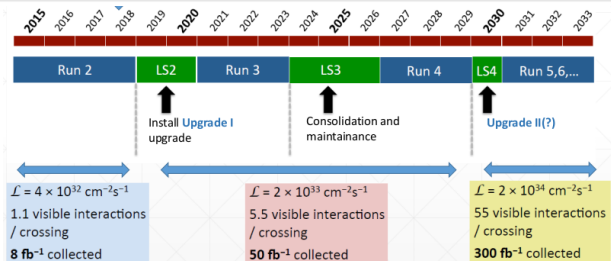 2015 2016 2017 2018 2019 2020 2021 2022 2023 2024 2025 2026 2027 2028 2029 2030 2031 2032 2033
Run 2 LS2 Run 3 LS3 Run 4 LS4 Run 5,6,...
Install Upgrade I
upgrade
Consolidation and
maintainance
Upgrade II(?)
ℒ = 4 × 10³² cm⁻²s⁻¹
1.1 visible interactions
/ crossing
8 fb⁻¹ collected
ℒ = 2 × 10³³ cm⁻²s⁻¹
5.5 visible interactions
/ crossing
50 fb⁻¹ collected
ℒ = 2 × 10³⁴ cm⁻²s⁻¹
55 visible interactions
/ crossing
300 fb⁻¹ collected